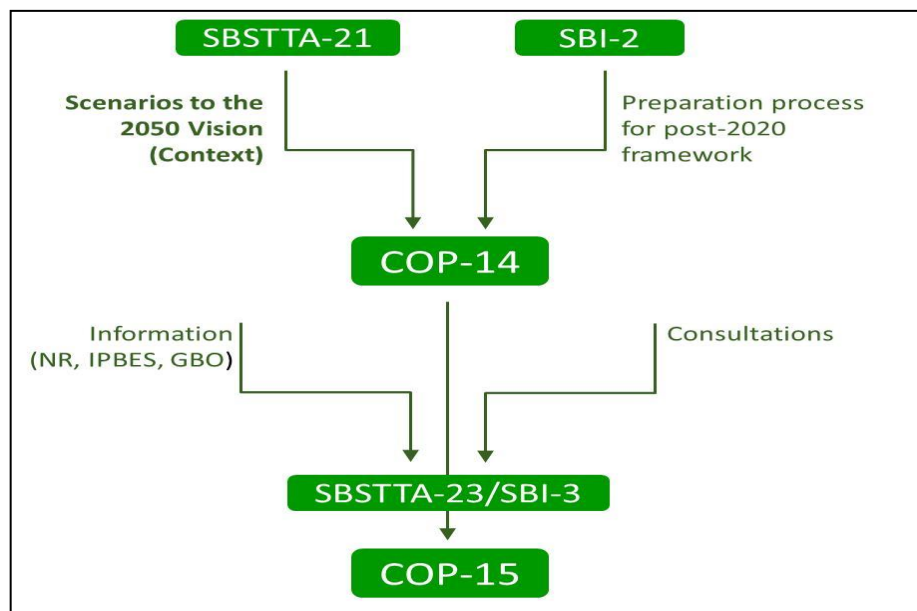 SBSTTA-21
SBI-2
Scenarios to the
2050 Vision
(Context)
Preparation process
for post-2020
framework
COP-14
Information
(NR, IPBES, GBO)
Consultations
SBSTTA-23/SBI-3
COP-15